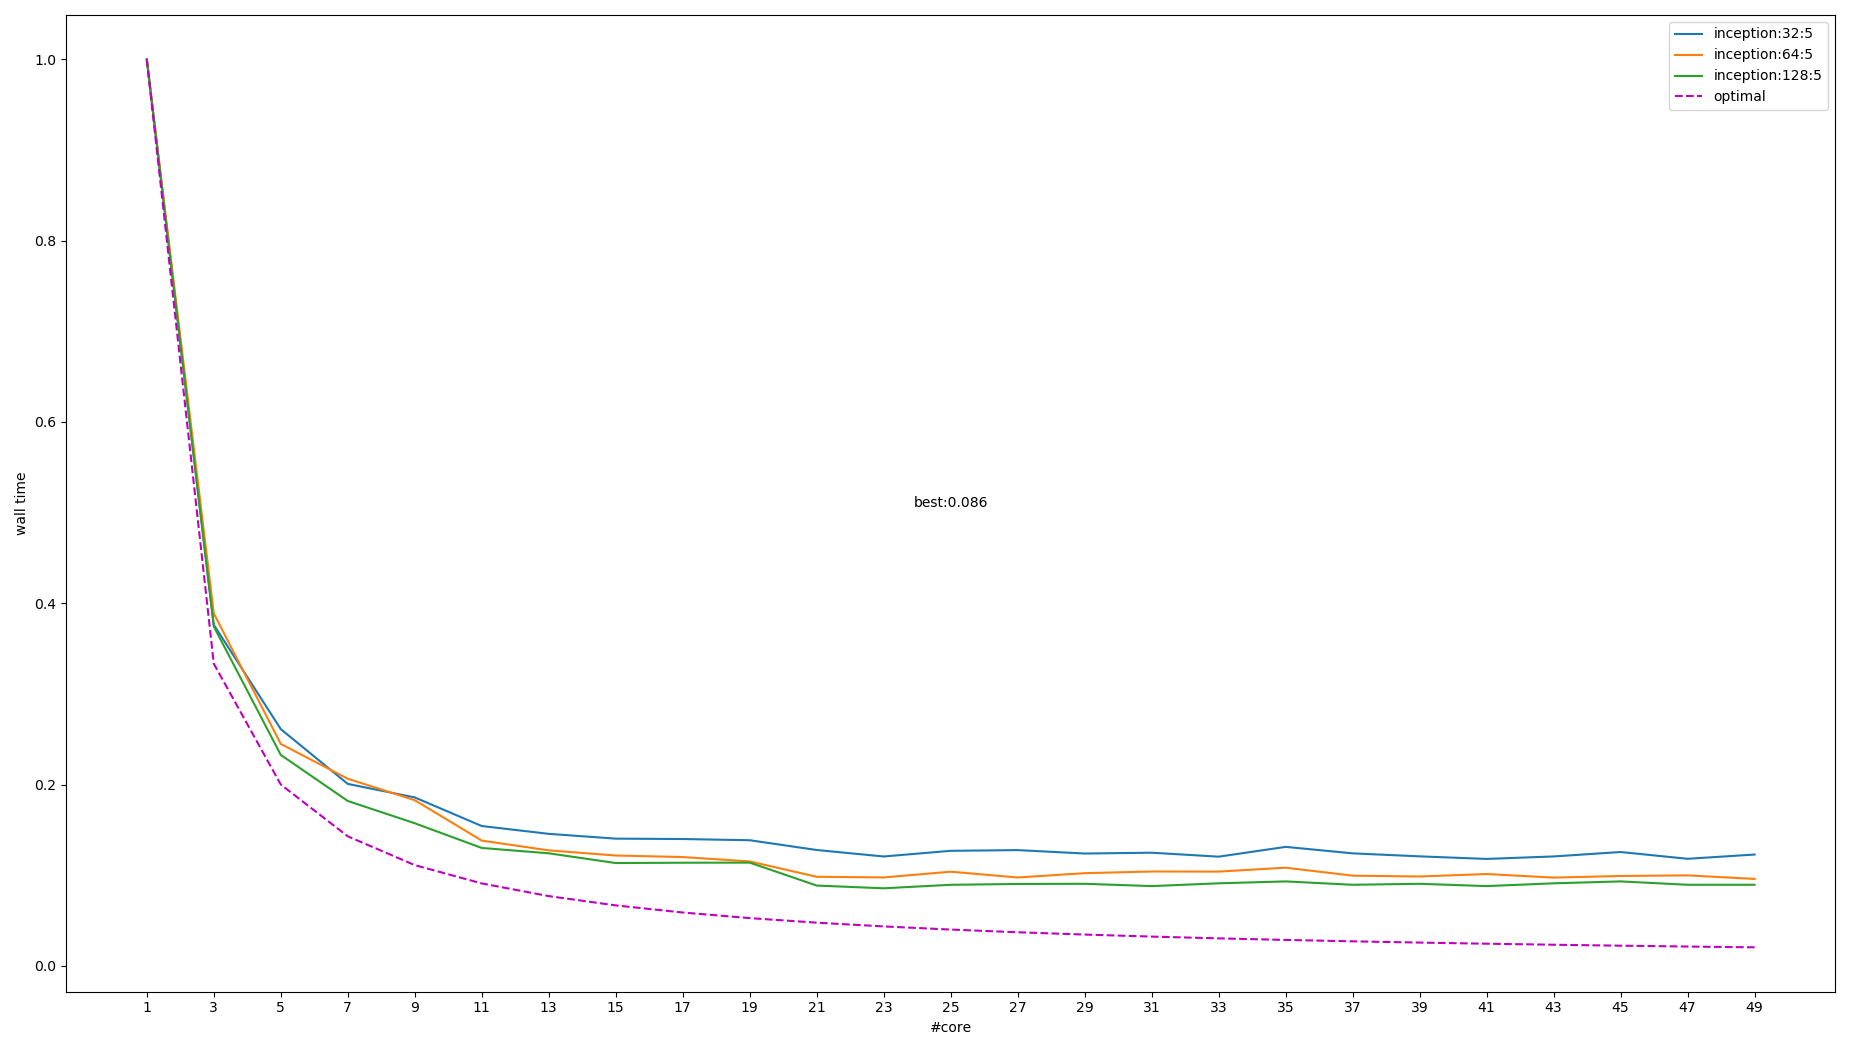 inception:32:5
inception:64:5
inception:128:5
optimal
1.0
0.8
0.6
0.4
0.2
0.0
wall time
best:0.086
1 3 5 7 9 11 13 15 17 19 21 23 25 27 29 31 33 35 37 39 41 43 45 47 49
#core